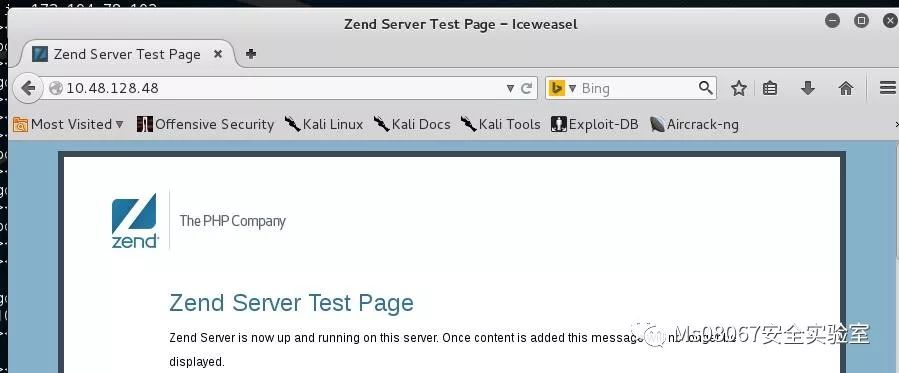 Zend Server Test Page - Iceweasel
Zend Server Test Page
10.48.128.48
Bing
Most Visited Offensive Security Kali Linux Kali Docs Kali Tools Exploit-DB Aircrack-ng
zend
The PHP Company
Zend Server Test Page
Zend Server is now up and running on this server. Once content is added this message
displayed.
Ms08067安全实验室